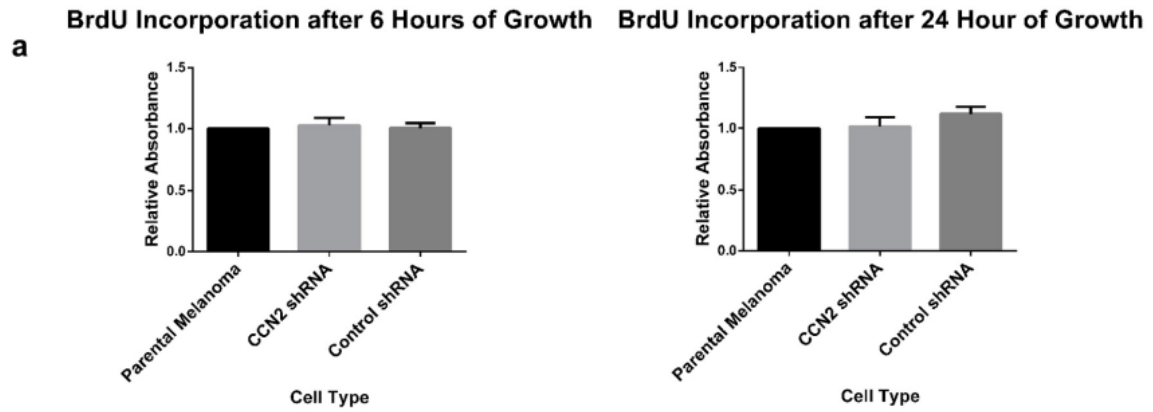 BrdU Incorporation after 6 Hours of Growth
BrdU Incorporation after 24 Hour of Growth
a
Relative Absorbance
1.5
1.0
0.5
0.0
Parental Melanoma
CCN2 shRNA
Control shRNA
Cell Type
Relative Absorbance
1.5
1.0
0.5
0.0
Parental Melanoma
CCN2 shRNA
Control shRNA
Cell Type